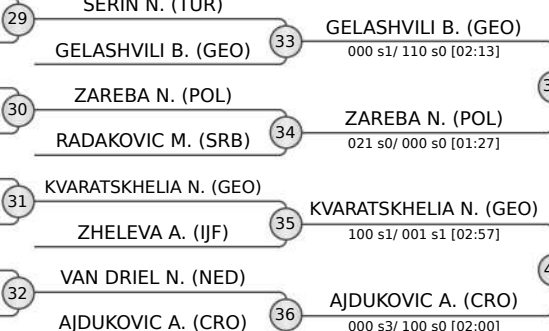 SERIN N. (TUR)
29
GELASHVILI B. (GEO)
33
GELASHVILI B. (GEO)
000 s1/ 110 s0 [02:13]
30
ZAREBA N. (POL)
RADAKOVIC M. (SRB)
34
ZAREBA N. (POL)
021 s0/ 000 s0 [01:27]
31
KVARATSKHELIA N. (GEO)
ZHELEVA A. (IJF)
35
KVARATSKHELIA N. (GEO)
100 s1/ 001 s1 [02:57]
32
VAN DRIEL N. (NED)
AJDUKOVIC A. (CRO)
36
AJDUKOVIC A. (CRO)
000 s3/ 100 s0 [02:00]